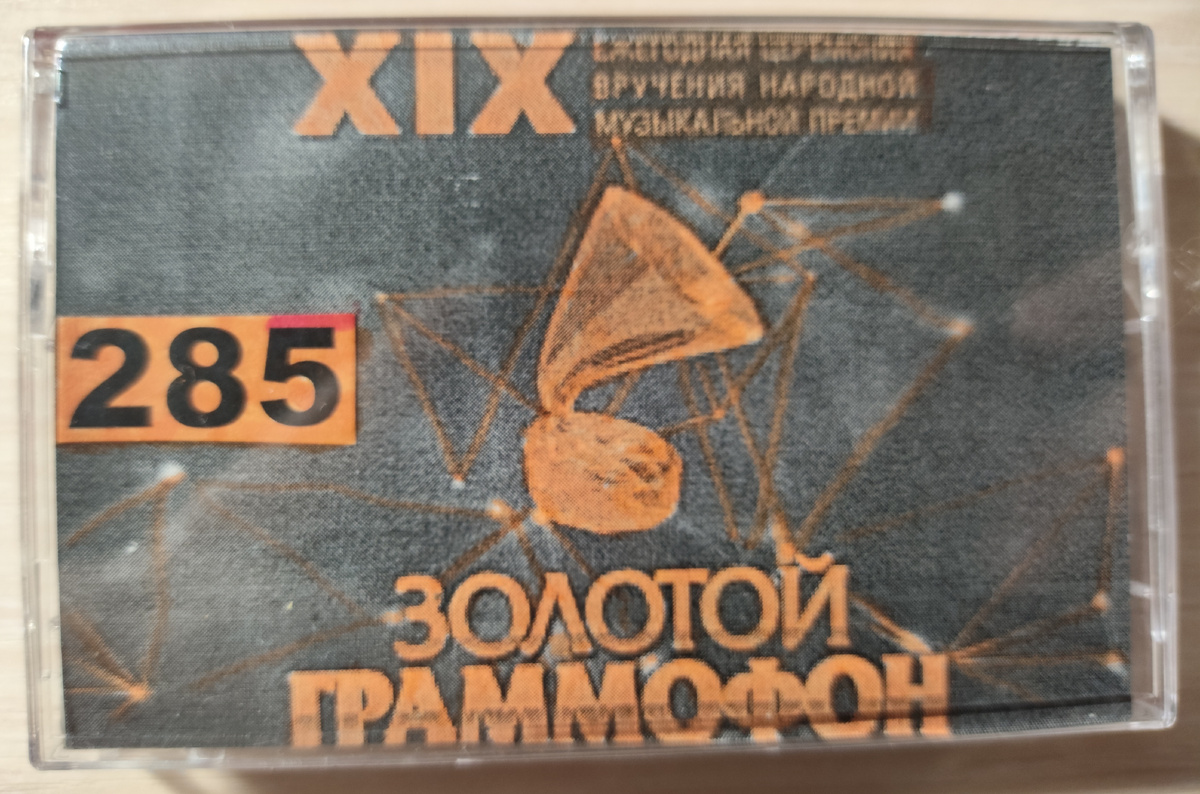 XIX
ЕЖЕГОДНАЯ ЦЕРЕМОНИЯ
ВРУЧЕНИЯ НАРОДНОЙ
МУЗЫКАЛЬНОЙ ПРЕМИИ
285
ЗОЛОТОЙ
ГРАММОФОН